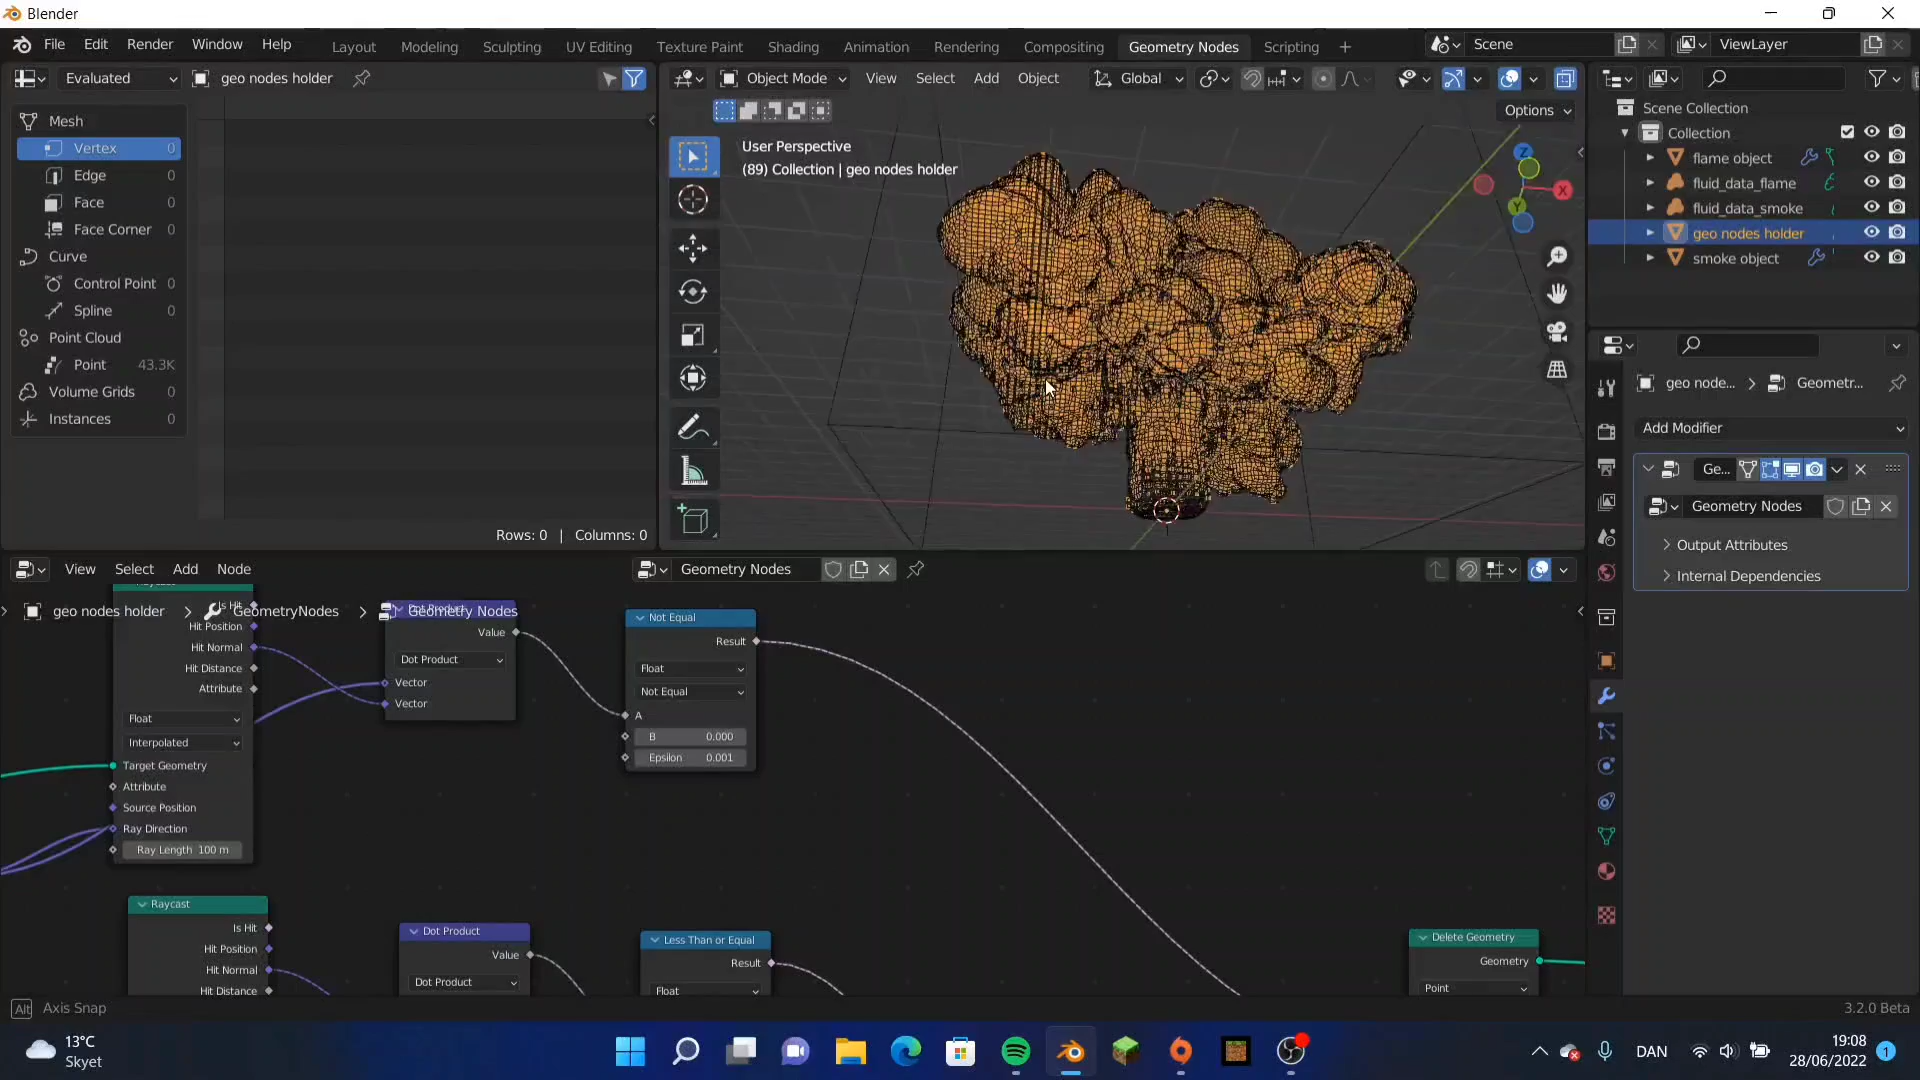 Blender
File Edit Render Window Help
Layout Modeling Sculpting UV Editing Texture Paint Shading Animation Rendering Compositing Geometry Nodes Scripting +
Scene
ViewLayer
Evaluated geo nodes holder
Object Mode View Select Add Object Global
Options
Mesh
Vertex 0
Edge 0
Face 0
Face Corner 0
Curve
Control Point 0
Spline 0
Point Cloud
Point 43.3K
Volume Grids 0
Instances 0
Rows: 0 | Columns: 0
User Perspective
(89) Collection | geo nodes holder
Z
X
Y
Scene Collection
Collection
flame object
fluid_data_flame
fluid_data_smoke
geo nodes holder
smoke object
geo node... > Geometr...
Add Modifier
Ge...
Geometry Nodes
Output Attributes
Internal Dependencies
View Select Add Node
Geometry Nodes
geo nodes holder > GeometryNodes > Geometry Nodes
Is Hit
Hit Position
Hit Normal
Hit Distance
Attribute
Float
Interpolated
Target Geometry
Attribute
Source Position
Ray Direction
Ray Length 100 m
Value
Dot Product
Vector
Vector
Not Equal
Result
Float
Not Equal
A
B 0.000
Epsilon 0.001
Raycast
Is Hit
Hit Position
Hit Normal
Hit Distance
Dot Product
Value
Dot Product
Less Than or Equal
Result
Float
Delete Geometry
Geometry
Point
Alt Axis Snap
3.2.0 Beta
13°C
Skyet
DAN
19:08
28/06/2022
1